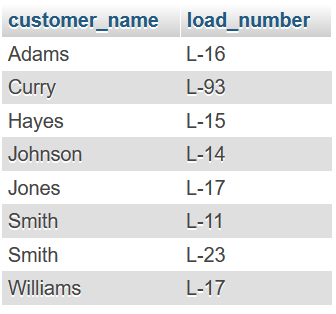 customer_name load_number
Adams L-16
Curry L-93
Hayes L-15
Johnson L-14
Jones L-17
Smith L-11
Smith L-23
Williams L-17